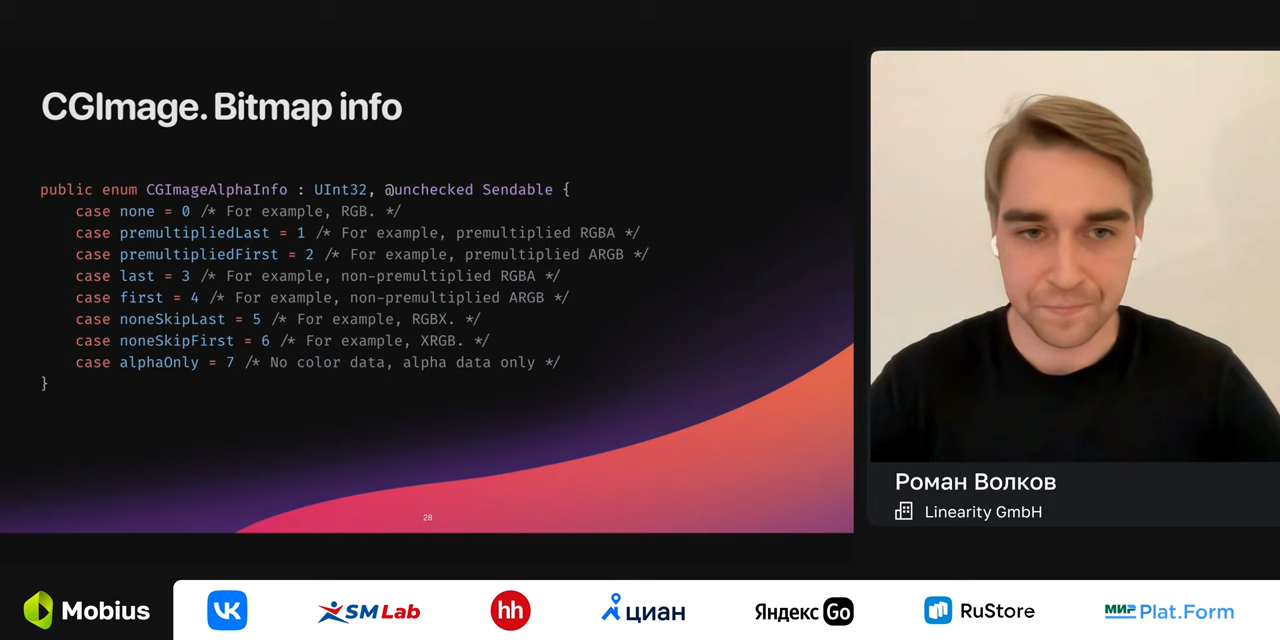 CGImage. Bitmap info
public enum CGImageAlphaInfo : UInt32, @unchecked Sendable {
case none = 0 /* For example, RGB. */
case premultipliedLast = 1 /* For example, premultiplied RGBA */
case premultipliedFirst = 2 /* For example, premultiplied ARGB */
case last = 3 /* For example, non-premultiplied RGBA */
case first = 4 /* For example, non-premultiplied ARGB */
case noneSkipLast = 5 /* For example, RGBX. */
case noneSkipFirst = 6 /* For example, XRGB. */
case alphaOnly = 7 /* No color data, alpha data only */
}
28
Роман Волков
Linearity GmbH
Mobius
VK
SM Lab
hh
циан
Яндекс Go
RuStore
МИР Plat.Form